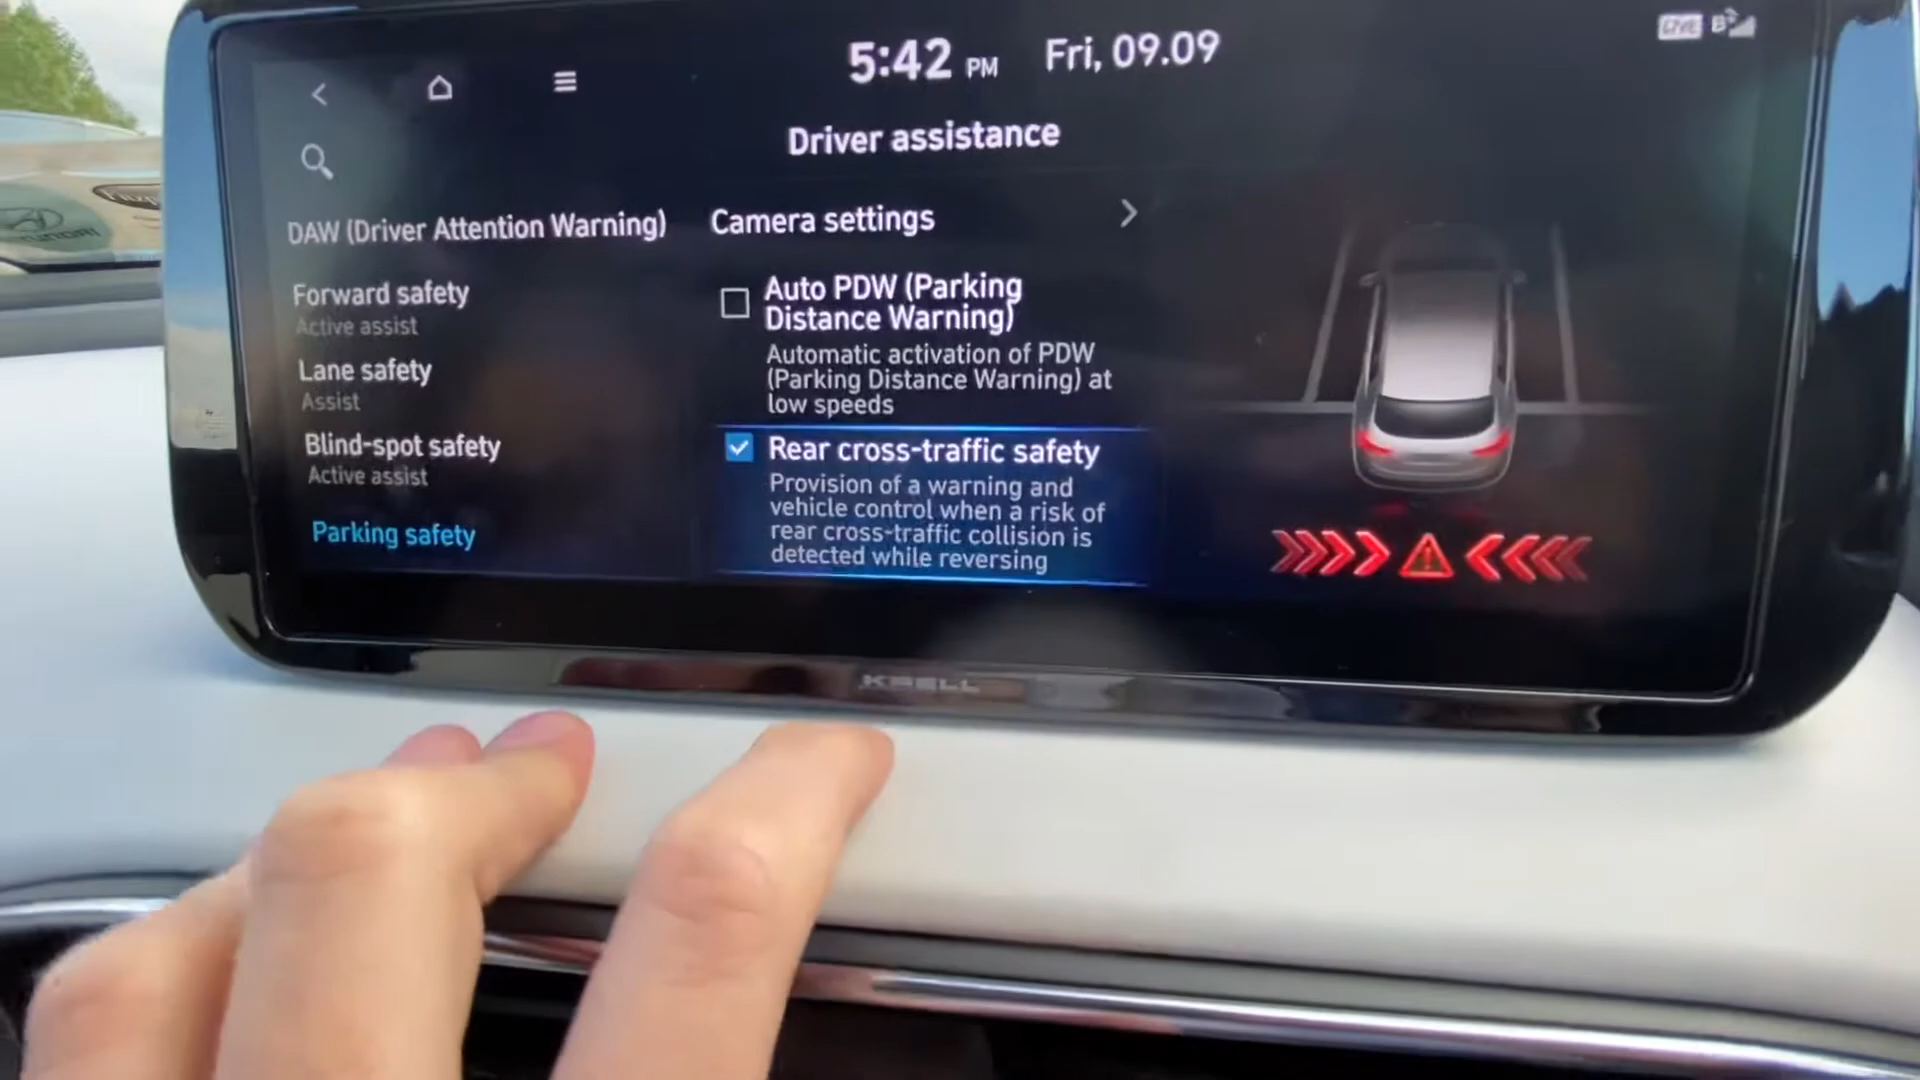 5:42 PM Fri, 09.09
LIVE
Driver assistance
DAW (Driver Attention Warning)
Forward safety
Active assist
Lane safety
Assist
Blind-spot safety
Active assist
Parking safety
Camera settings
Auto PDW (Parking
Distance Warning)
Automatic activation of PDW
(Parking Distance Warning) at
low speeds
Rear cross-traffic safety
Provision of a warning and
vehicle control when a risk of
rear cross-traffic collision is
detected while reversing
KRELL